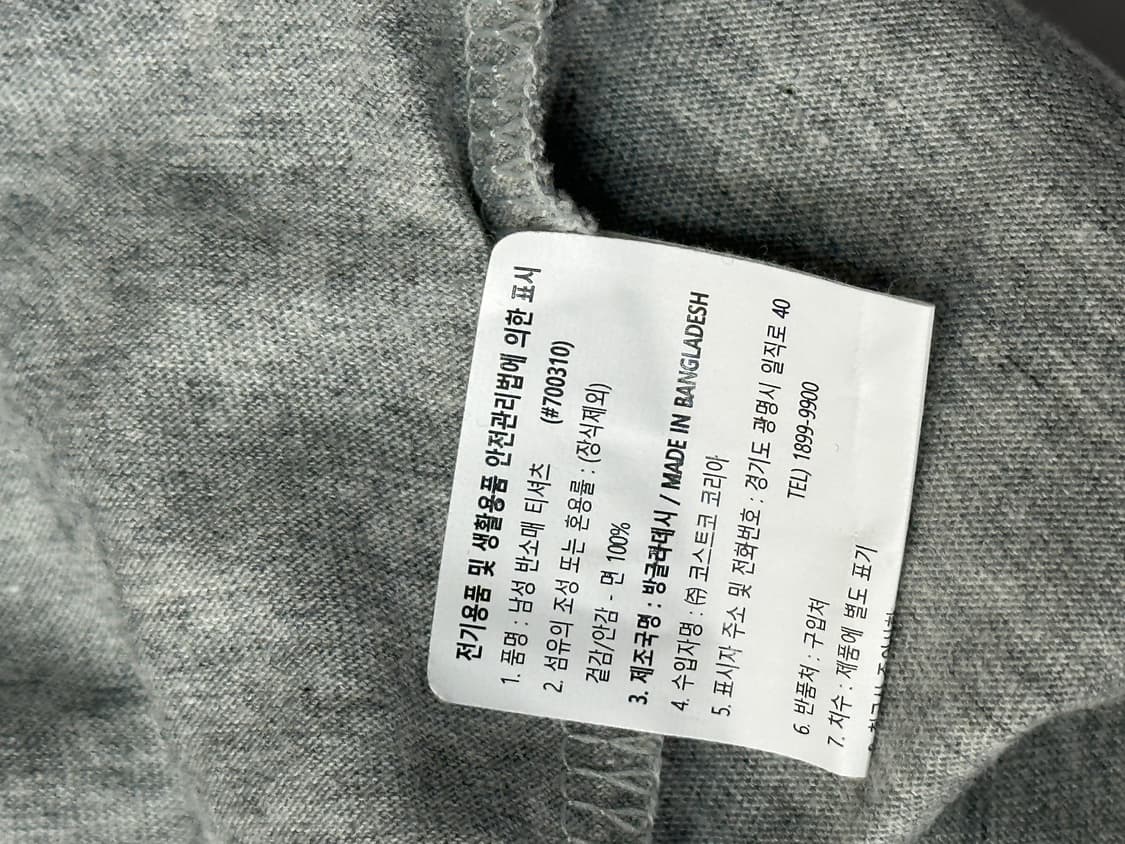 전기용품 및 생활용품 안전관리법에 의한 표시
1. 품명 : 남성 반소매 티셔츠 (#700310)
2. 섬유의 조성 또는 혼용률 : (장식제외)
겉감/안감 - 면 100%
3. 제조국명 : 방글라데시 / MADE IN BANGLADESH
4. 수입자명 : ㈜ 코스트코 코리아
5. 표시자 주소 및 전화번호 : 경기도 광명시 일직로 40
TEL) 1899-9900
6. 반품처 : 구입처
7. 치수 : 제품에 별도 표기